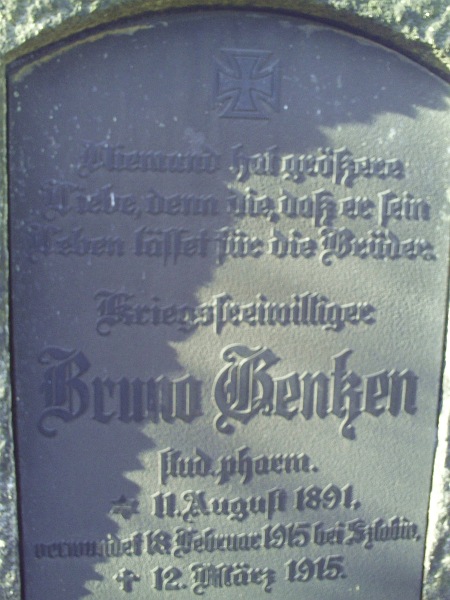 Niemand hat größere
Liebe, denn die, daß er sein
Leben lässet für die Brüder.
Kriegsfreiwilliger
Bruno Genken
stud. pharm.
* 11. August 1891,
verwundet 18. Februar 1915 bei
† 12. März 1915.